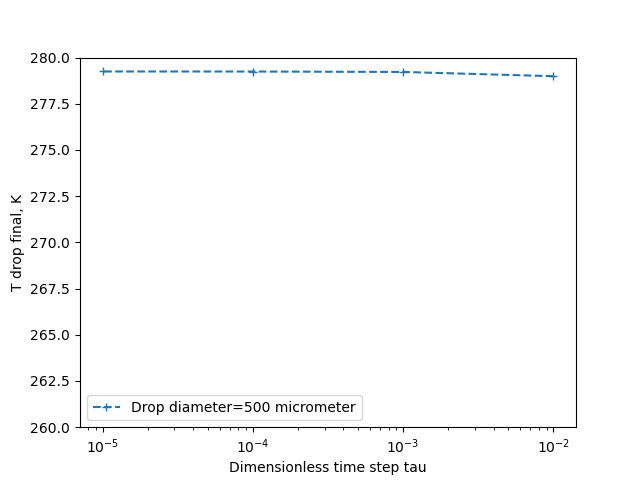 280.0
277.5
275.0
272.5
270.0
267.5
265.0
262.5
260.0
T drop final, K
Drop diameter=500 micrometer
10⁻⁵ 10⁻⁴ 10⁻³ 10⁻²
Dimensionless time step tau